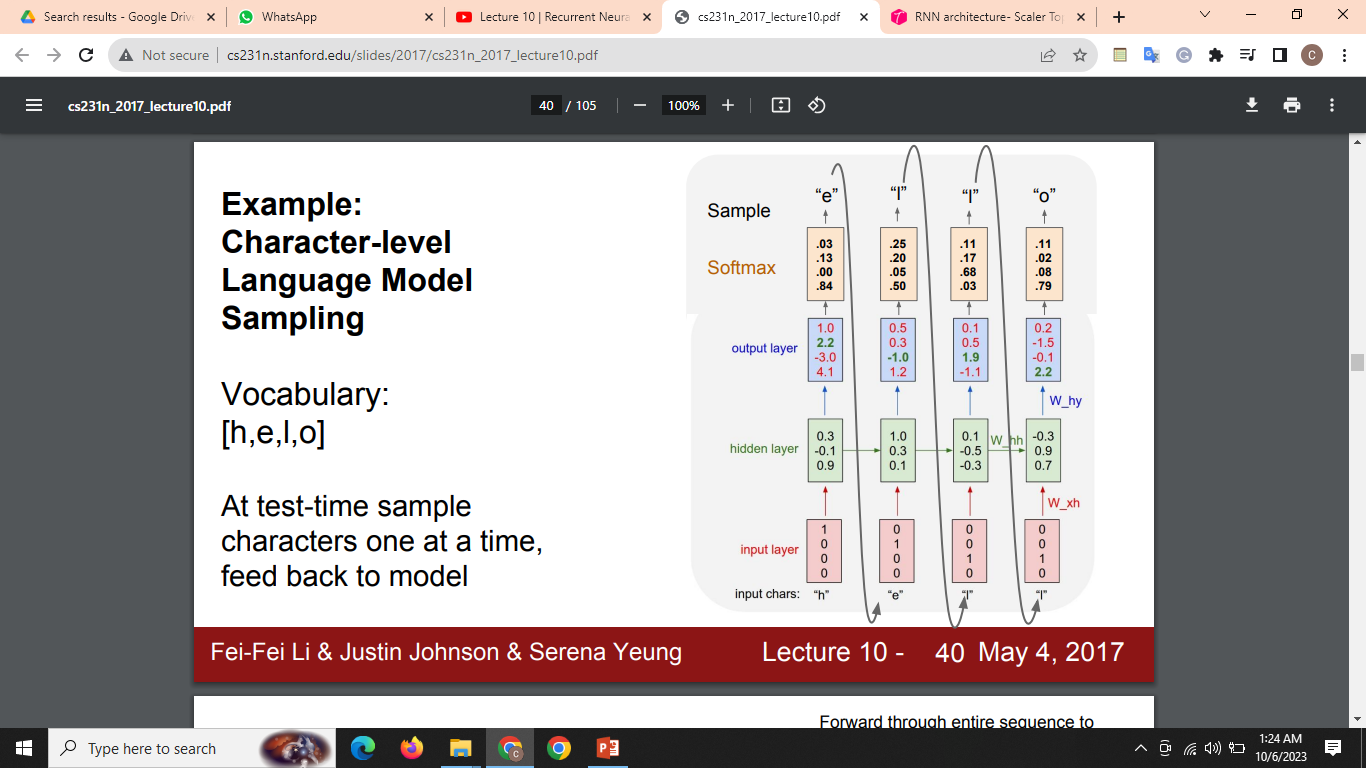 Search results - Google Driv
WhatsApp
Lecture 10 | Recurrent Neura
cs231n_2017_lecture10.pdf
RNN architecture- Scaler To
Not secure
cs231n.stanford.edu/slides/2017/cs231n_2017_lecture10.pdf
C
cs231n_2017_lecture10.pdf
40 / 105
100%
Example:
Character-level
Language Model
Sampling
Vocabulary:
[h,e,l,o]
At test-time sample
characters one at a time,
feed back to model
Sample
“e” “l” “l” “o”
Softmax
.03 .25 .11 .11
.13 .20 .17 .02
.00 .05 .68 .08
.84 .50 .03 .79
output layer
1.0 0.5 0.1 0.2
2.2 0.3 0.5 -1.5
-3.0 -1.0 1.9 -0.1
4.1 1.2 -1.1 2.2
W_hy
hidden layer
0.3 1.0 0.1 -0.3
-0.1 0.3 -0.5 0.9
0.9 0.1 -0.3 0.7
W_hh
W_xh
input layer
1 0 0 0
0 1 0 0
0 0 1 1
0 0 0 0
input chars: “h” “e” “l” “l”
Fei-Fei Li & Justin Johnson & Serena Yeung
Lecture 10 - 40 May 4, 2017
Forward through entire sequence to
Type here to search
C
1:24 AM
10/6/2023